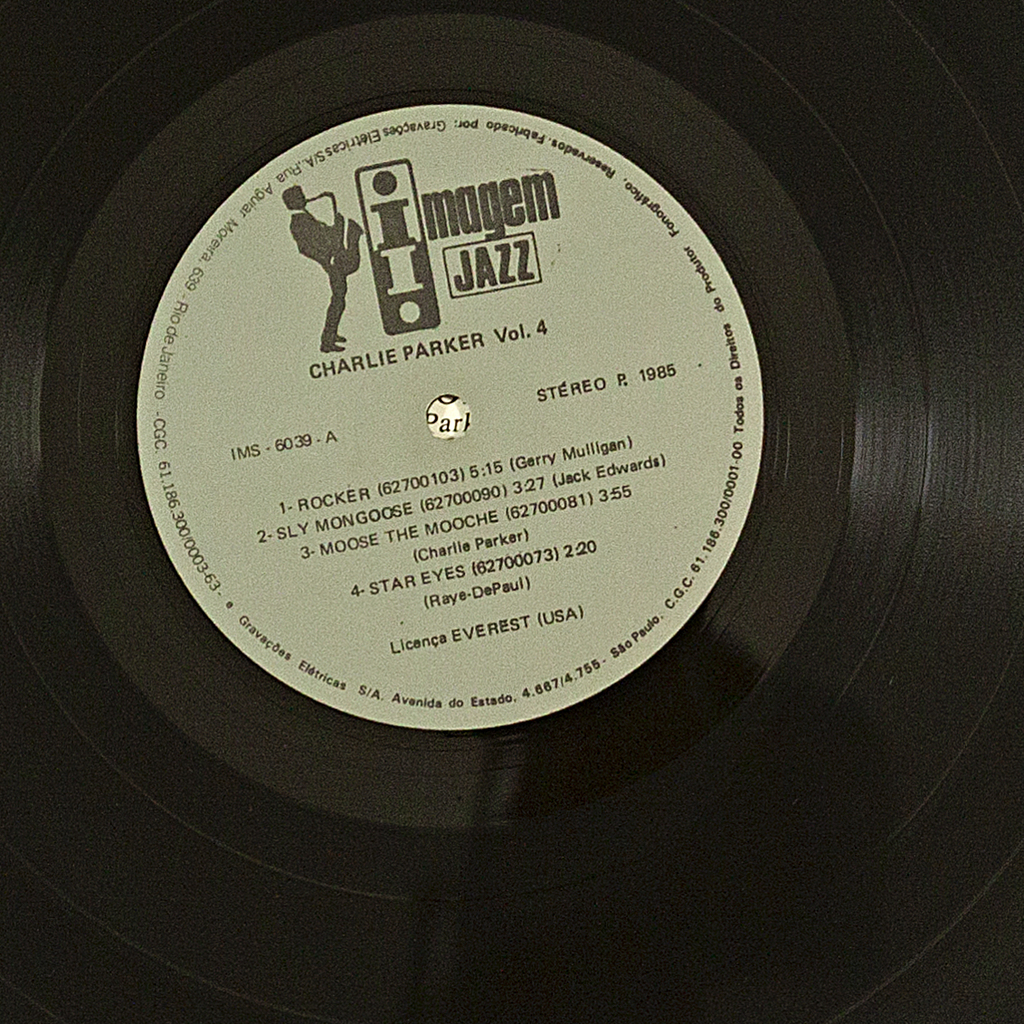 Imagem
JAZZ
CHARLIE PARKER Vol. 4
STÉREO P. 1985
IMS - 6039 - A
Parl
1- ROCKER (62700103) 5:15 (Gerry Mulligan)
2- SLY MONGOOSE (62700090) 3:27 (Jack Edwards)
3- MOOSE THE MOOCHE (62700081) 3:55
(Charlie Parker)
4- STAR EYES (62700073) 2:20
(Raye-DePaul)
Licença EVEREST (USA)
Todos os Direitos do Produtor Fonográfico, Reservados. Fabricado por: Gravações Elétricas S/A. Rua Aguiar Moreira, 639 - Rio de Janeiro - CGC. 61.186.300/0003-63 - e Gravações Elétricas S/A. Avenida do Estado, 4.667/4.755 - São Paulo. C.G.C. 61.186.300/0001-00